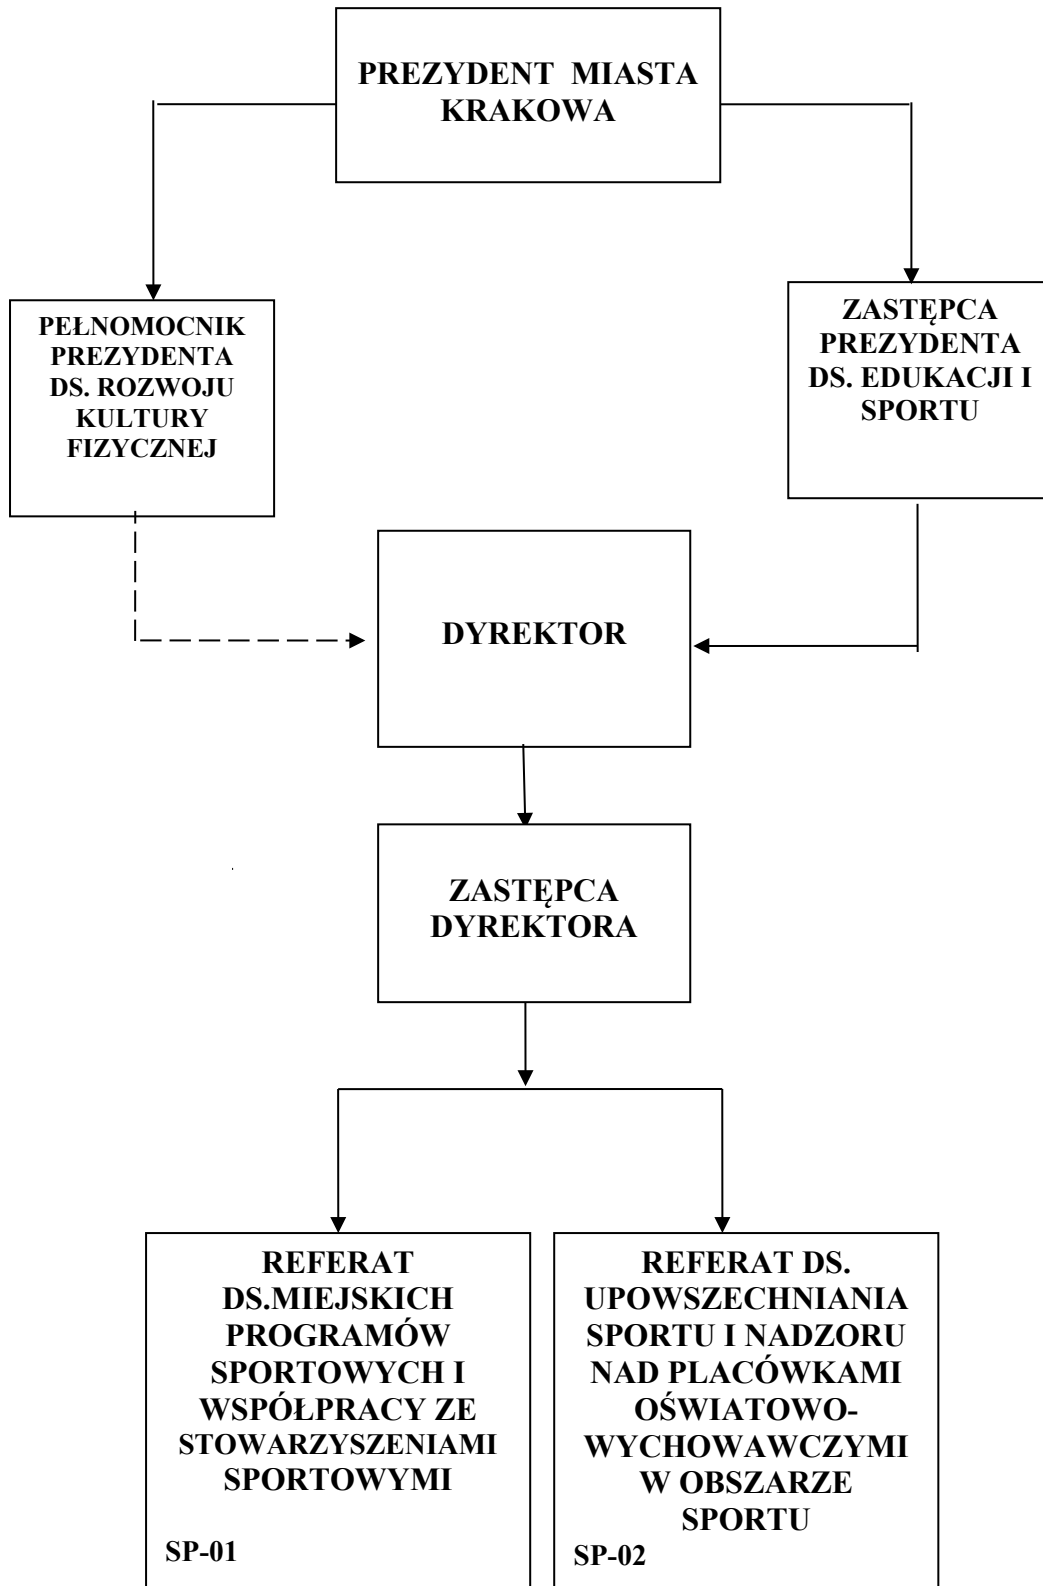 PREZYDENT MIASTA
KRAKOWA
PEŁNOMOCNIK
PREZYDENTA
DS. ROZWOJU
KULTURY
FIZYCZNEJ
ZASTĘPCA
PREZYDENTA
DS. EDUKACJI I
SPORTU
DYREKTOR
ZASTĘPCA
DYREKTORA
REFERAT
DS.MIEJSKICH
PROGRAMÓW
SPORTOWYCH I
WSPÓŁPRACY ZE
STOWARZYSZENIAMI
SPORTOWYMI
SP-01
REFERAT DS.
UPOWSZECHNIANIA
SPORTU I NADZORU
NAD PLACÓWKAMI
OŚWIATOWO-
WYCHOWAWCZYMI
W OBSZARZE
SPORTU
SP-02